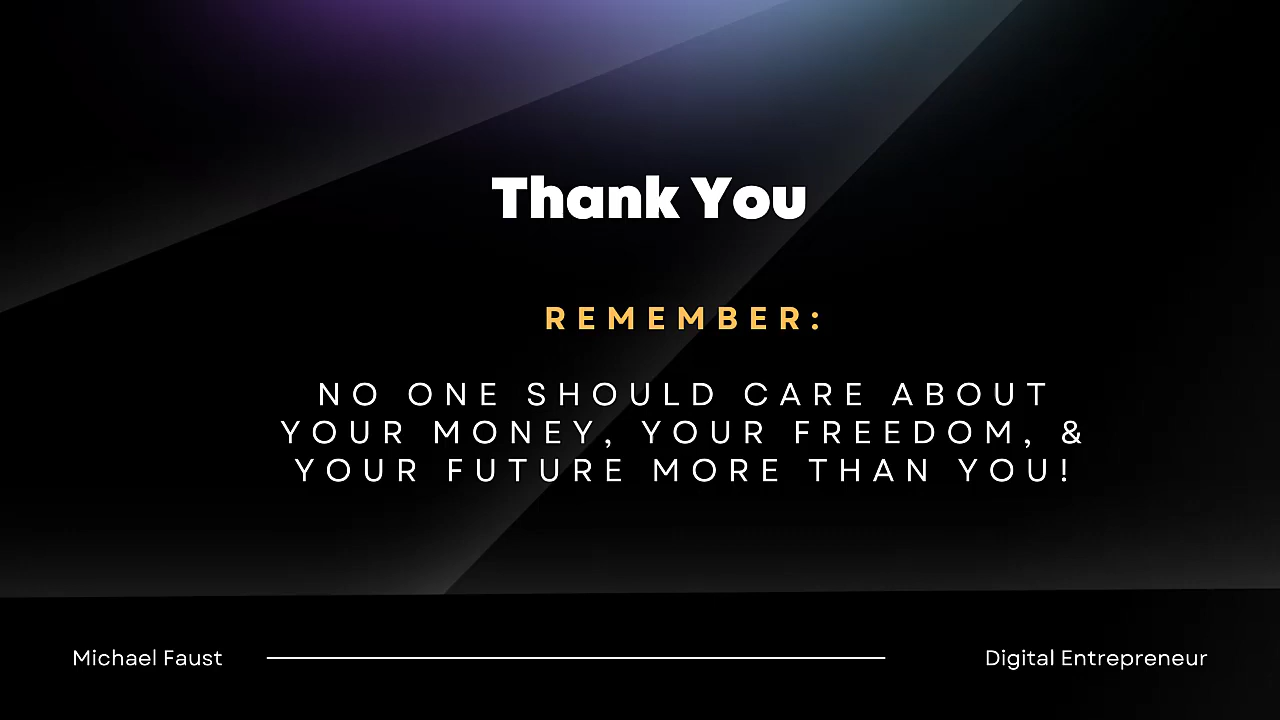 Thank You
REMEMBER:
NO ONE SHOULD CARE ABOUT
YOUR MONEY, YOUR FREEDOM, &
YOUR FUTURE MORE THAN YOU!
Michael Faust
Digital Entrepreneur